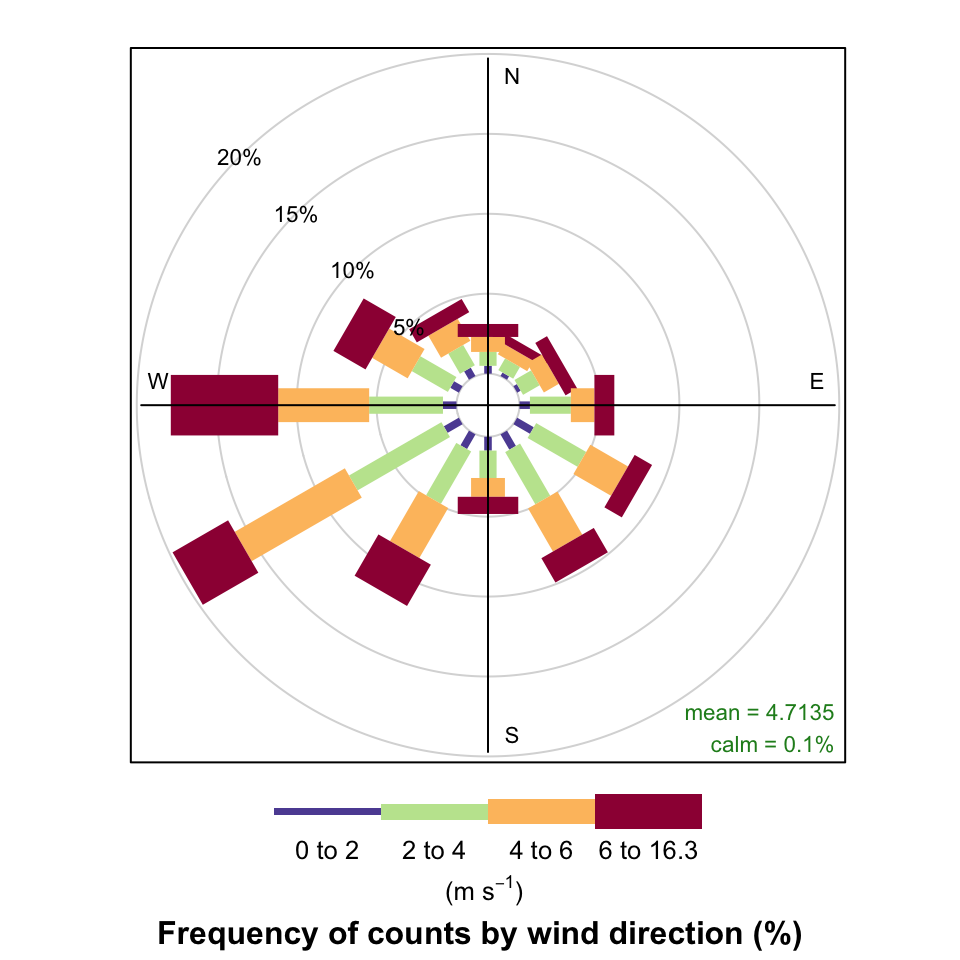 N
20%
15%
10%
5%
W
E
S
mean = 4.7135
calm = 0.1%
0 to 2 2 to 4 4 to 6 6 to 16.3
(m s⁻¹)
Frequency of counts by wind direction (%)